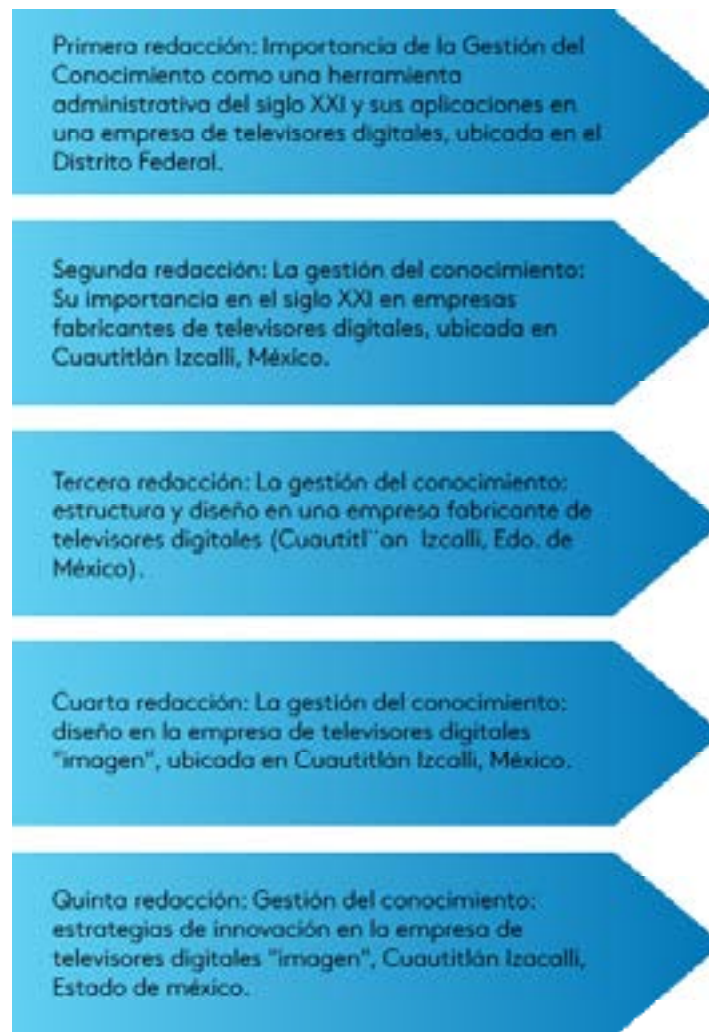 Primera redacción: Importancia de la Gestión del
Conocimiento como una herramienta
administrativa del siglo XXI y sus aplicaciones en
una empresa de televisores digitales, ubicada en el
Distrito Federal.
Segunda redacción: La gestión del conocimiento:
Su importancia en el siglo XXI en empresas
fabricantes de televisores digitales, ubicada en
Cuautitlán Izcalli, México.
Tercera redacción: La gestión del conocimiento:
estructura y diseño en una empresa fabricante de
televisores digitales (Cuautitl¨an Izcalli, Edo. de
México).
Cuarta redacción: La gestión del conocimiento:
diseño en la empresa de televisores digitales
"imagen", ubicada en Cuautitlán Izcalli, México.
Quinta redacción: Gestión del conocimiento:
estrategias de innovación en la empresa de
televisores digitales "imagen", Cuautitlán Izacalli,
Estado de méxico.